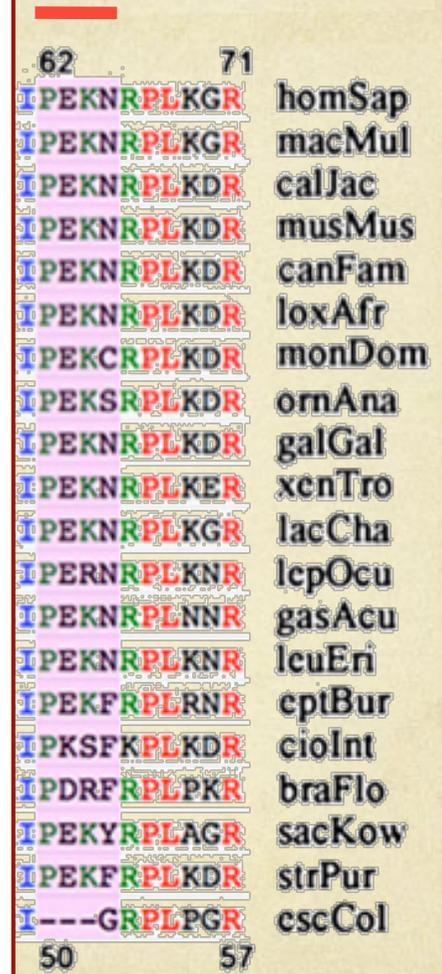 62 71
IPEKNRPLKGR homSap
IPEKNRPLKGR macMul
IPEKNRPLKDR calJac
IPEKNRPLKDR musMus
IPEKNRPLKDR canFam
IPEKNRPLKDR loxAfr
IPEKCRPLKDR monDom
IPEKSRPLKDR ornAna
IPEKNRPLKDR galGal
IPEKNRPLKER xenTro
IPEKNRPLKGR latCha
IPERNRPLKNR lepOcu
IPEKNRPLNNR gasAcu
IPEKNRPLKNR leuEri
IPEKFRPLRNR eptBur
IPKSFKPLKDR cioInt
IPDRFRPLPKR braFlo
IPEKYRPLAGR sacKow
IPEKFRPLKDR strPur
I---GRPLPGR escCol
50 57